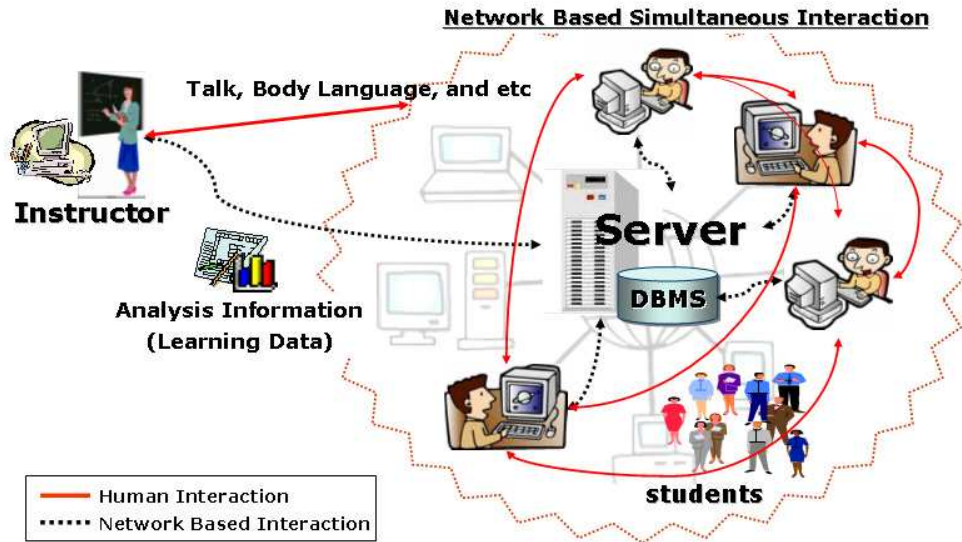 Network Based Simultaneous Interaction
Talk, Body Language, and etc
Instructor
Server
DBMS
Analysis Information
(Learning Data)
students
Human Interaction
Network Based Interaction